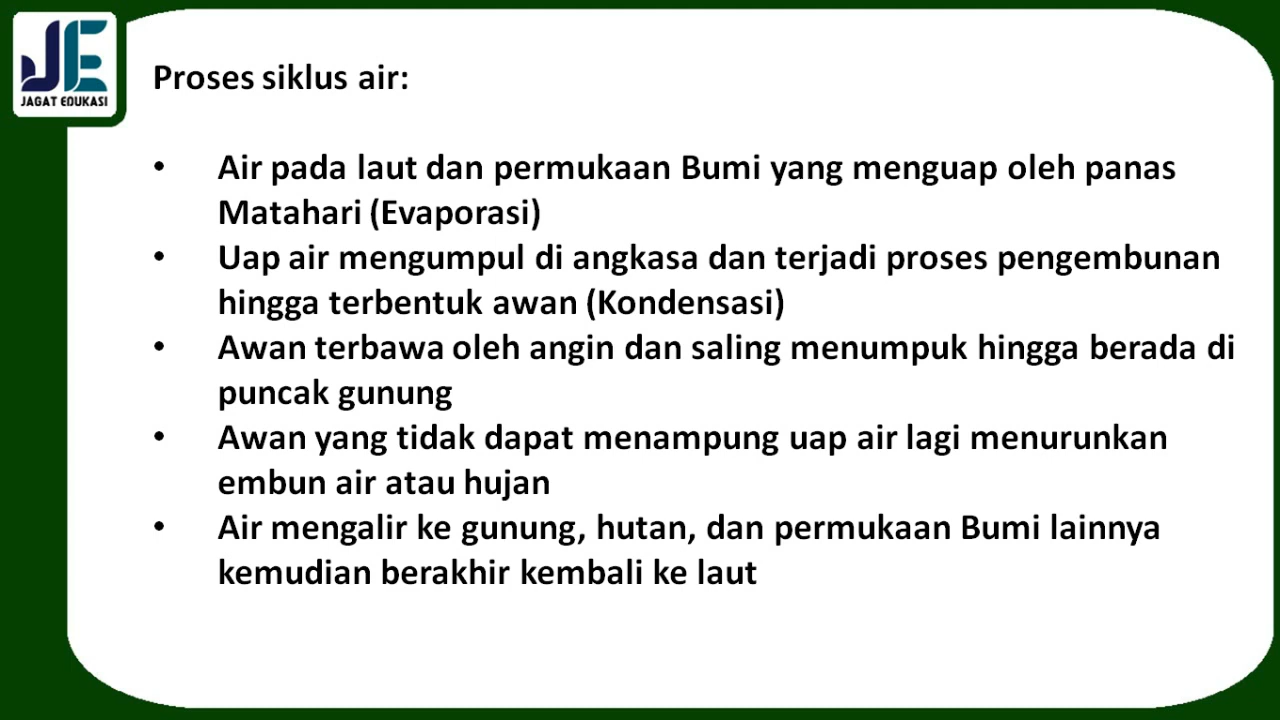 JE
JAGAT EDUKASI
Proses siklus air:
• Air pada laut dan permukaan Bumi yang menguap oleh panas
Matahari (Evaporasi)
• Uap air mengumpul di angkasa dan terjadi proses pengembunan
hingga terbentuk awan (Kondensasi)
• Awan terbawa oleh angin dan saling menumpuk hingga berada di
puncak gunung
• Awan yang tidak dapat menampung uap air lagi menurunkan
embun air atau hujan
• Air mengalir ke gunung, hutan, dan permukaan Bumi lainnya
kemudian berakhir kembali ke laut